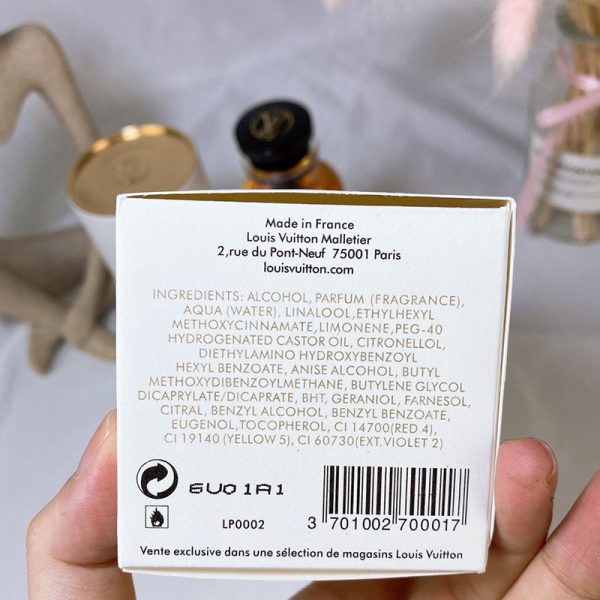 Made in France
Louis Vuitton Malletier
2,rue du Pont-Neuf 75001 Paris
louisvuitton.com
INGREDIENTS: ALCOHOL, PARFUM (FRAGRANCE),
AQUA (WATER), LINALOOL, ETHYLHEXYL
METHOXYCINNAMATE, LIMONENE, PEG-40
HYDROGENATED CASTOR OIL, CITRONELLOL,
DIETHYLAMINO HYDROXYBENZOYL
HEXYL BENZOATE, ANISE ALCOHOL, BUTYL
METHOXYDIBENZOYLMETHANE, BUTYLENE GLYCOL
DICAPRYLATE/DICAPRATE, BHT, GERANIOL, FARNESOL,
CITRAL, BENZYL ALCOHOL, BENZYL BENZOATE,
EUGENOL, TOCOPHEROL, CI 14700(RED 4),
CI 19140 (YELLOW 5), CI 60730(EXT.VIOLET 2)
6U01A1
LP0002
3 701002 700017
Vente exclusive dans une sélection de magasins Louis Vuitton